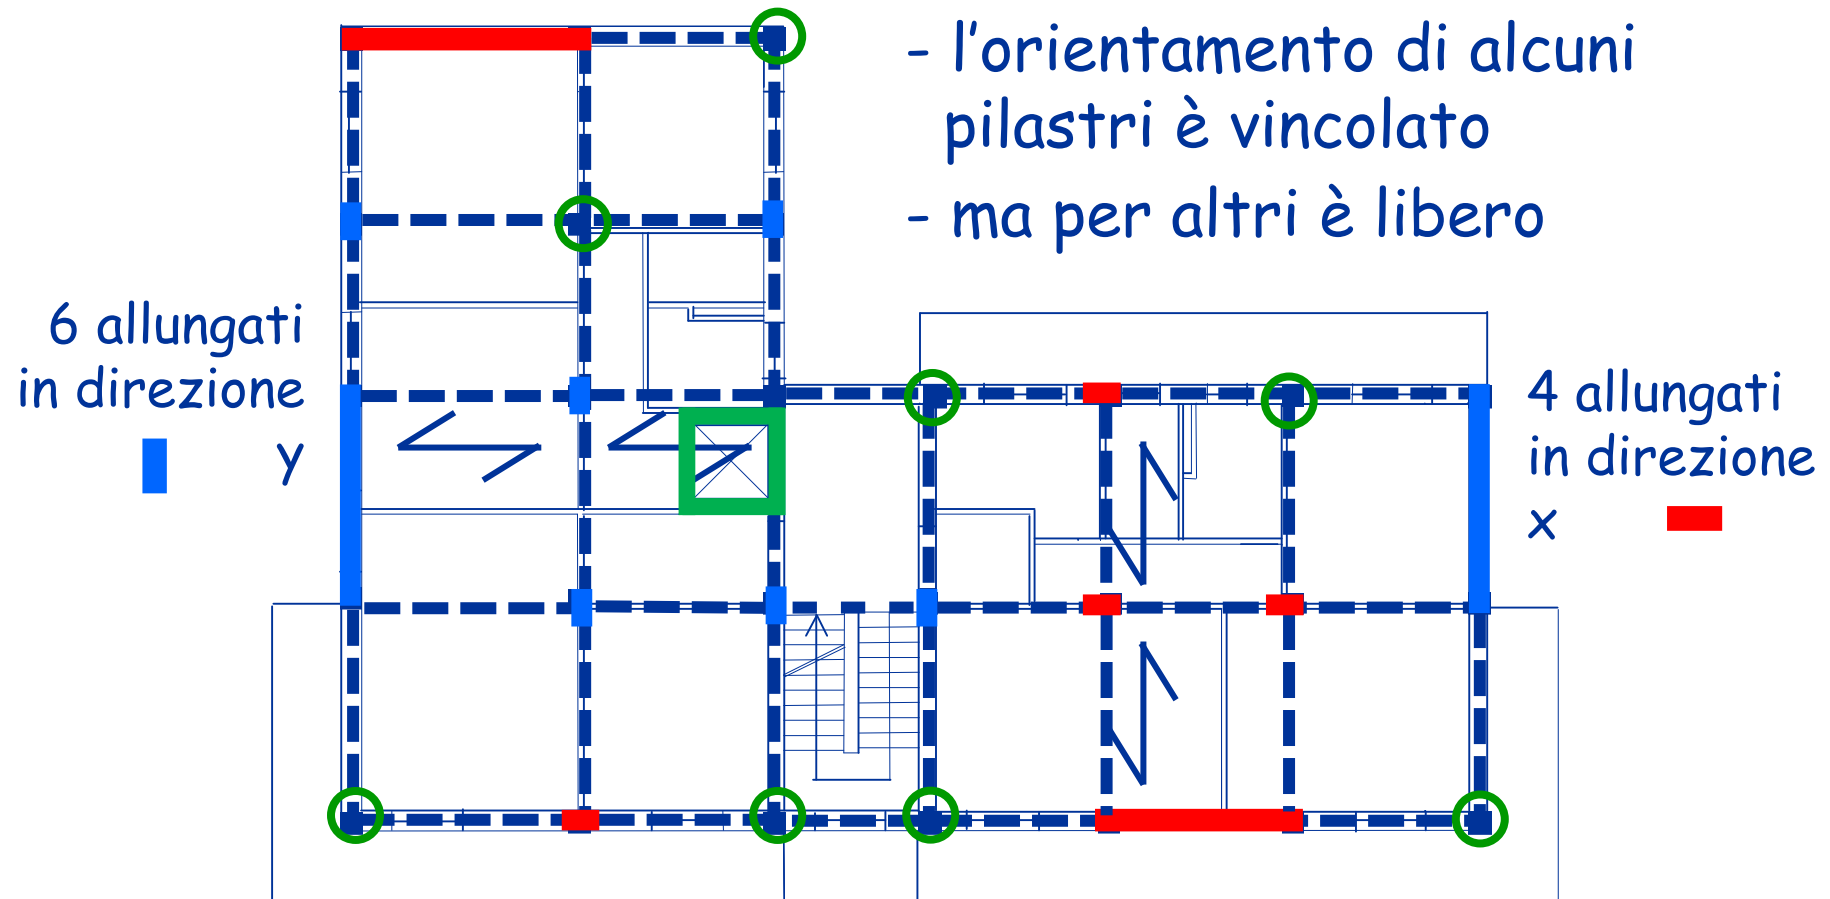 - l’orientamento di alcuni
pilastri è vincolato
- ma per altri è libero
6 allungati
in direzione
y
4 allungati
in direzione
x